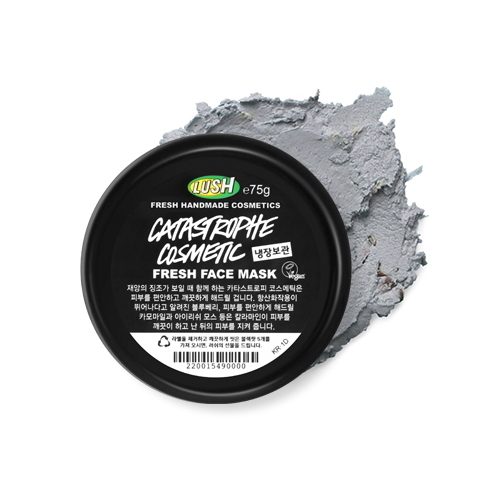 LUSH e75g
FRESH HANDMADE COSMETICS
CATASTROPHE
COSMETIC 냉장보관
FRESH FACE MASK Vegan
재앙의 징조가 보일 때 함께 하는 카타스트로피 코스메틱은
피부를 편안하고 깨끗하게 해드릴 겁니다. 항산화작용이
뛰어나다고 알려진 블루베리, 피부를 편안하게 해드릴
카모마일과 아이리쉬 모스 등은 칼라마인이 피부를
깨끗이 하고 난 뒤의 피부를 지켜 줍니다.
라벨을 제거하고 깨끗하게 씻은 블랙팟 5개를
가져 오시면, 러쉬의 선물을 드립니다.
220015490000
KR 1D